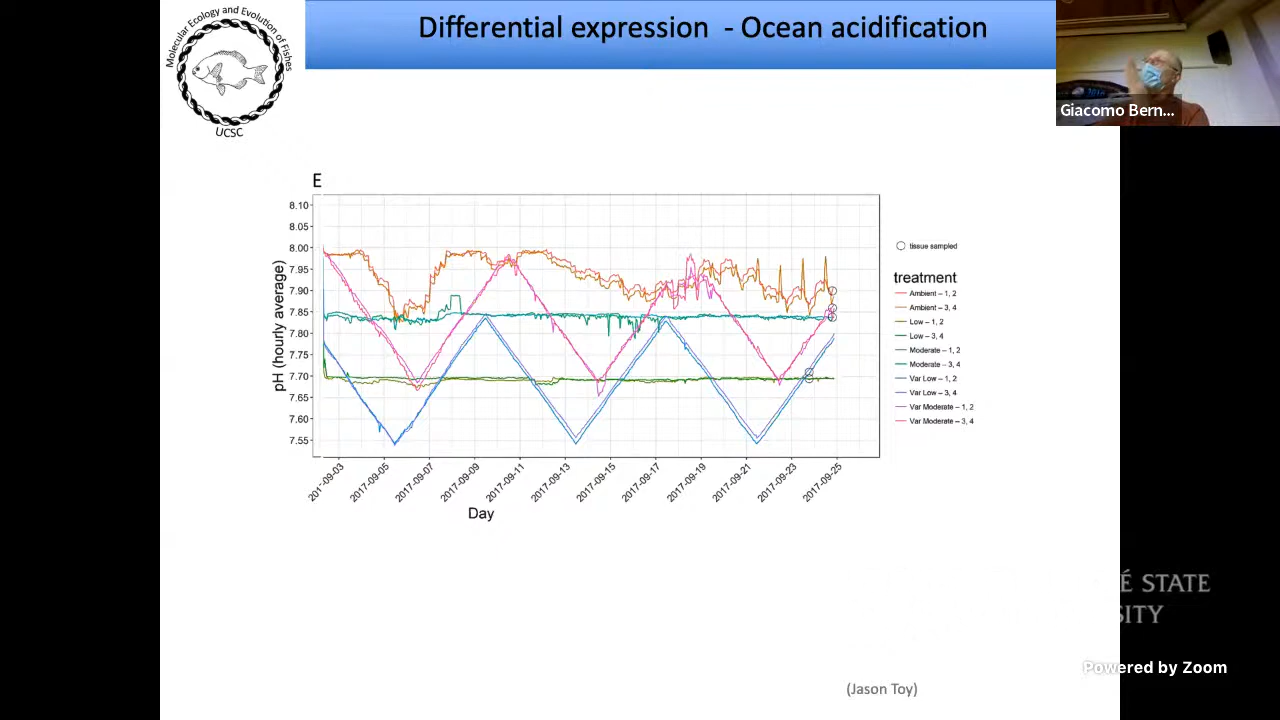 Molecular Ecology and Evolution of Fishes
UCSC
Differential expression - Ocean acidification
Giacomo Bern...
E
8.10
8.05
8.00
7.95
7.90
7.85
7.80
7.75
7.70
7.65
7.60
7.55
pH (hourly average)
2017-09-05
2017-09-07
2017-09-09
2017-09-11
2017-09-13
2017-09-15
2017-09-17
2017-09-19
2017-09-21
2017-09-23
2017-09-25
Day
tissue sampled
treatment
Ambient – 1, 2
Ambient – 3, 4
Low – 1, 2
Low – 3, 4
Moderate – 1, 2
Moderate – 3, 4
Var Low – 1, 2
Var Low – 3, 4
Var Moderate – 1, 2
Var Moderate – 3, 4
É STATE
SITY
Powered by Zoom
(Jason Toy)